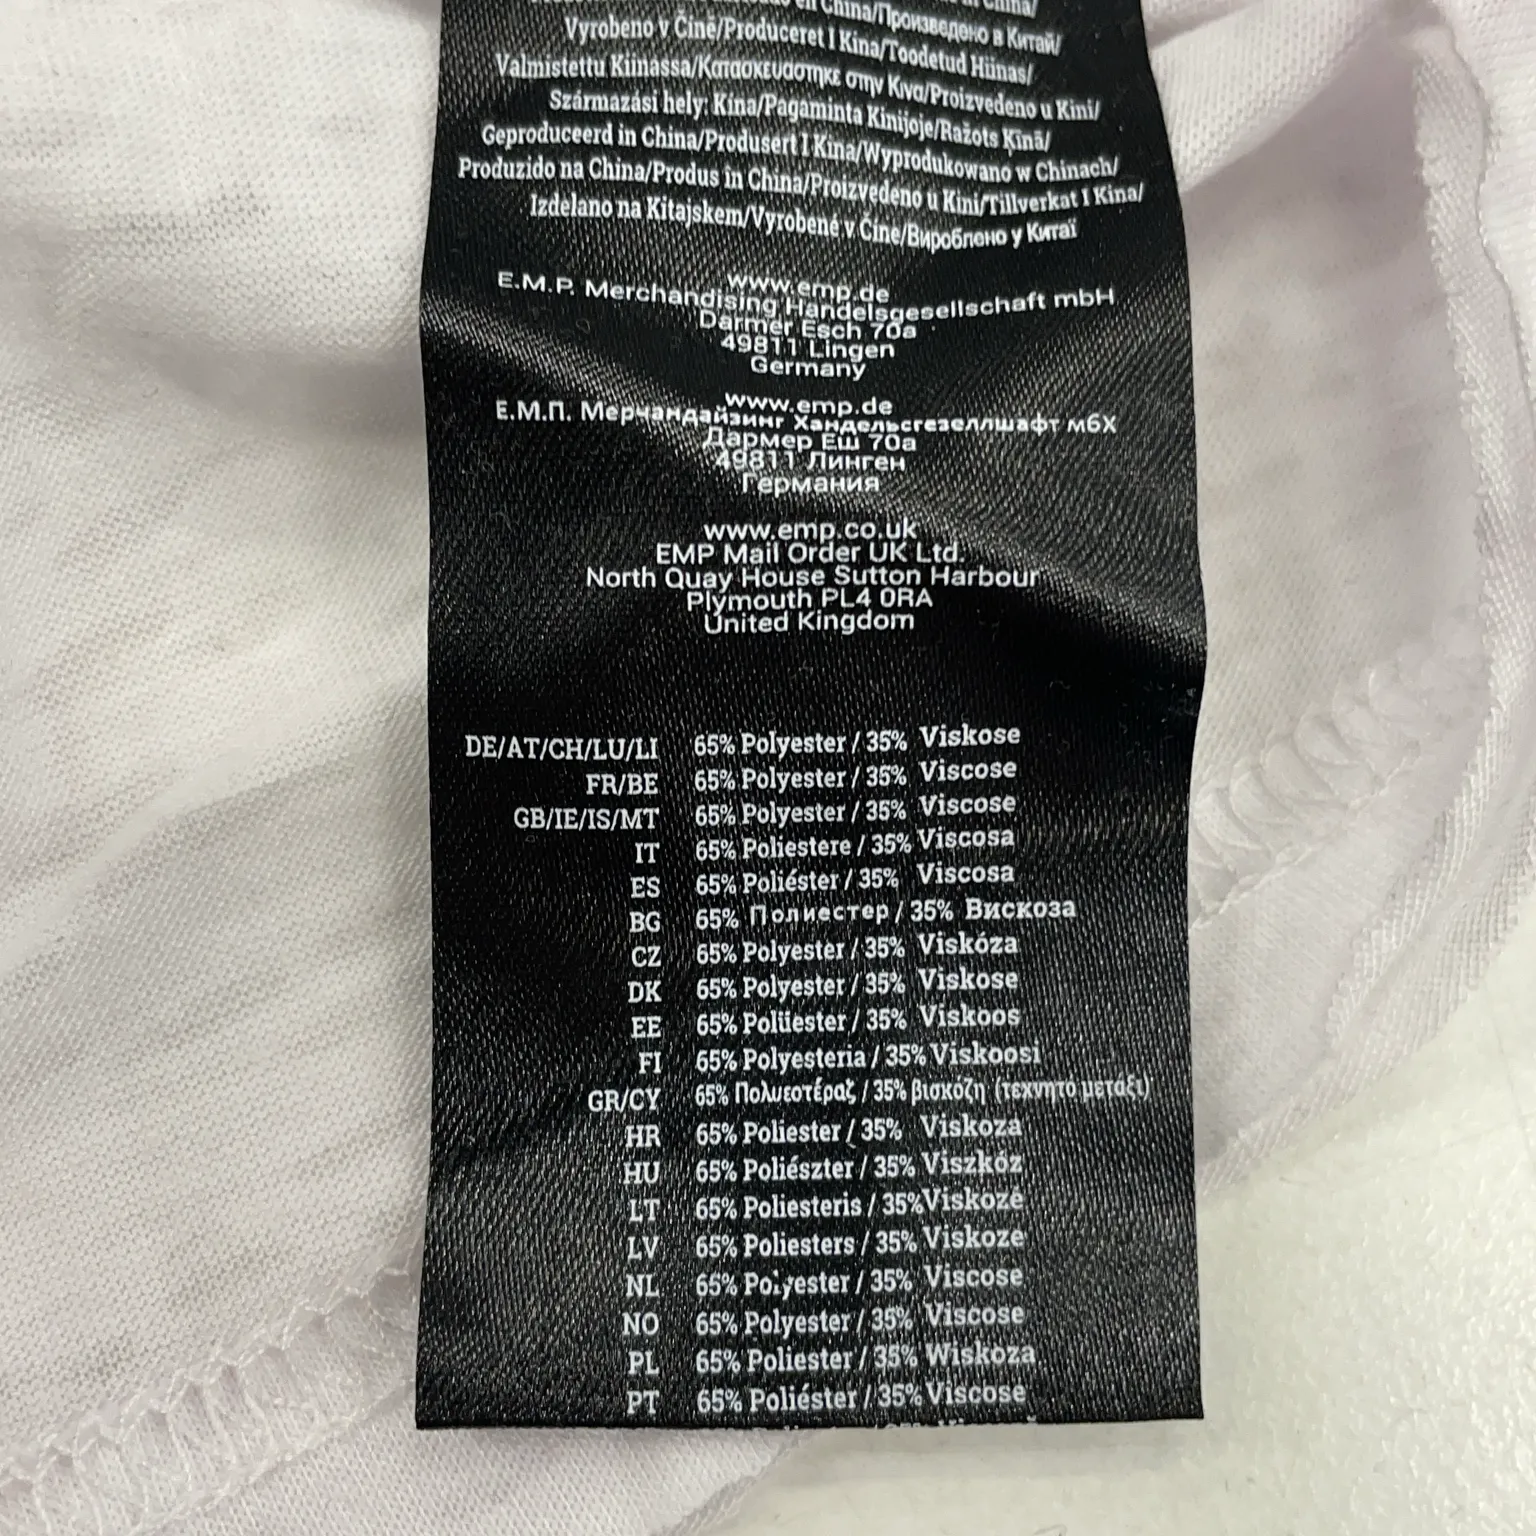 en China/Произведено в Китай/
Vyrobeno v Číně/Produceret I Kina/Toodetud Hiinas/
Valmistettu Kiinassa/Κατασκευαστηκε στην Κινα/Proizvedeno u Kini/
Származási hely: Kína/Pagaminta Kinijoje/Ražots Ķīnā/
Geproduceerd in China/Produsert I Kina/Wyprodukowano w Chinach/
Produzido na China/Produs in China/Proizvedeno u Kini/Tillverkat I Kina/
Izdelano na Kitajskem/Vyrobené v Číne/Вироблено у Китаї
www.emp.de
E.M.P. Merchandising Handelsgesellschaft mbH
Darmer Esch 70a
49811 Lingen
Germany
www.emp.de
Е.М.П. Мерчандайзинг Хандельсгезеллшафт мбХ
Дармер Еш 70а
49811 Линген
Германия
www.emp.co.uk
EMP Mail Order UK Ltd.
North Quay House Sutton Harbour
Plymouth PL4 0RA
United Kingdom
DE/AT/CH/LU/LI 65% Polyester / 35% Viskose
FR/BE 65% Polyester / 35% Viscose
GB/IE/IS/MT 65% Polyester / 35% Viscose
IT 65% Poliestere / 35% Viscosa
ES 65% Poliéster / 35% Viscosa
BG 65% Полиестер / 35% Вискоза
CZ 65% Polyester / 35% Viskóza
DK 65% Polyester / 35% Viskose
EE 65% Polüester / 35% Viskoos
FI 65% Polyesteria / 35% Viskoosi
GR/CY 65% Πολυεστέρας / 35% βισκόζη (τεχνητο μετάξι)
HR 65% Poliester / 35% Viskoza
HU 65% Poliészter / 35% Viszkóz
LT 65% Poliesteris / 35% Viskozė
LV 65% Poliesters / 35% Viskoze
NL 65% Polyester / 35% Viscose
NO 65% Polyester / 35% Viscose
PL 65% Poliester / 35% Wiskoza
PT 65% Poliéster / 35% Viscose